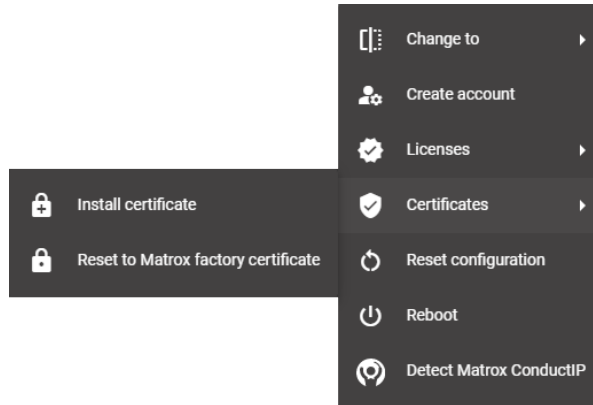 Change to
Create account
Licenses
Certificates
Install certificate
Reset to Matrox factory certificate
Reset configuration
Reboot
Detect Matrox ConductIP